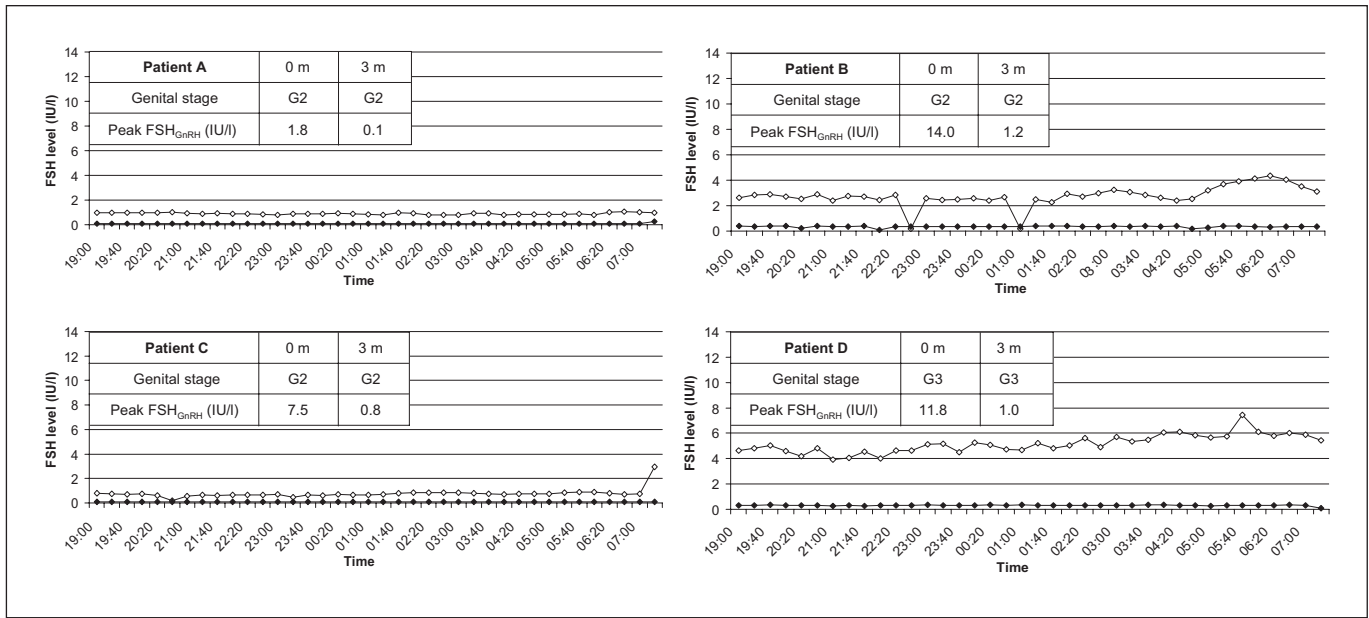 Patient A 0 m 3 m
Genital stage G2 G2
Peak FSHGnRH (IU/l) 1.8 0.1
FSH level (IU/l)
14
12
10
8
6
4
2
0
19:00 19:40 20:20 21:00 21:40 22:20 23:00 23:40 00:20 01:00 01:40 02:20 03:00 03:40 04:20 05:00 05:40 06:20 07:00
Time
Patient B 0 m 3 m
Genital stage G2 G2
Peak FSHGnRH (IU/l) 14.0 1.2
FSH level (IU/l)
14
12
10
8
6
4
2
0
19:00 19:40 20:20 21:00 21:40 22:20 23:00 23:40 00:20 01:00 01:40 02:20 03:00 03:40 04:20 05:00 05:40 06:20 07:00
Time
Patient C 0 m 3 m
Genital stage G2 G2
Peak FSHGnRH (IU/l) 7.5 0.8
FSH level (IU/l)
14
12
10
8
6
4
2
0
19:00 19:40 20:20 21:00 21:40 22:20 23:00 23:40 00:20 01:00 01:40 02:20 03:00 03:40 04:20 05:00 05:40 06:20 07:00
Time
Patient D 0 m 3 m
Genital stage G3 G3
Peak FSHGnRH (IU/l) 11.8 1.0
FSH level (IU/l)
14
12
10
8
6
4
2
0
19:00 19:40 20:20 21:00 21:40 22:20 23:00 23:40 00:20 01:00 01:40 02:20 03:00 03:40 04:20 05:00 05:40 06:20 07:00
Time